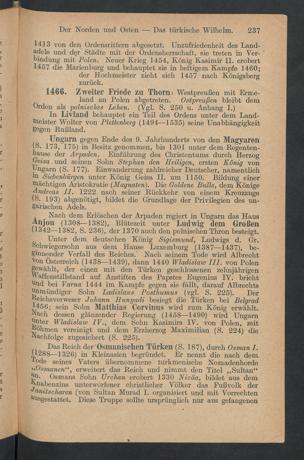 Der Norden und Osten — Das türkische Wilhelm. 237
1413 von den Ordensrittern abgesetzt. Unzufriedenheit des Land-
adels und der Städte mit der Ordensherrschaft, sie treten in Ver-
bindung mit Polen. Neuer Krieg 1454, König Kasimir II. erobert
1457 die Marienburg und behauptet sie in heftigem Kampfe 1460;
der Hochmeister zieht sich 1457 nach Königsberg
zurück.
1466. Zweiter Friede zu Thorn: Westpreußen mit Erme-
land an Polen abgetreten. Ostpreußen bleibt dem
Orden als polnisches Lehen. (Vgl. S. 250 u. Anhang I.)
In Livland behauptet ein Teil des Ordens unter dem Land-
meister Wolter von Plettenberg (1494—1535) seine Unabhängigkeit
gegen Rußland.
Ungarn gegen Ende des 9. Jahrhunderts von den Magyaren
(S. 173, 175) in Besitz genommen, bis 1301 unter dem Regenten-
hause der Arpaden. Einführung des Christentums durch Herzog
Geisa und seinen Sohn Stephan den Heiligen, ersten König von
Ungarn (S. 177). Einwanderung zahlreicher Deutscher, namentlich
in Siebenbürgen unter König Geisa II. um 1150. Bildung einer
mächtigen Aristokratie (Magnaten). Die Goldene Bulle, dem Könige
Andreas II. 1222 nach seiner Rückkehr von einem Kreuzzugs
(S. 193) abgenötigt, bildet die Grundlage der Privilegien des un-
garischen Adels.
Nach dem Erlöschen der Arpaden regiert in Ungarn das Haus
Anjou (1308—1382), Blütezeit unter Ludwig dem Großen
(1342—1382, S. 236), der 1370 auch den polnischen Thron besteigt.
Unter dem deutschen König Sigismund, Ludwigs d. Gr.
Schwiegersohn aus dem Hause Luxemburg (1387—1437), be-
ginnender Verfall des Reichs. Nach seinem Tode wird Albrecht
von Österreich (1438—1439), dann 1440 Wladislaw III. von Polen
gewählt, der einen mit den Türken geschlossenen zehnjährigen
Waffenstillstand auf Anstiften des Papstes Eugenius IV. bricht
und bei Varna 1444 im Kampfe gegen sie fällt, darauf Albrechts
unmündiger Sohn Ladislaus Posthumus (vgl. S. 225). Der
Reichsverweser Johann Hunyadi besiegt die Türken bei Belgrad
1456; sein Sohn Matthias Corvinus wird zum König erwählt.
Nach dessen glänzender Regierung (1458—1490) wird Ungarn
unter Wladislaw IV., dem Sohn Kasimirs IV. von Polen, mit
Böhmen vereinigt und dem Erzherzog Maximilian (S. 224) die
Nachfolge zugesichert (S. 225).
Das Reich der Osmanischen Türken (S. 187), durch Osman I.
(1288—1326) in Kleinasien begründet. Er nennt die nach dem
Tode seines Vaters übernommene türkmenische Nomadenhorde
„Osmanen“, erweitert das Reich und nimmt den Titel „Sultan“
an. Osmans Sohn Urchan erobert 1330 Nicäa, bildet aus dem
Knabenzins unterworfener christlicher Völker das Fußvolk der
Janitscharen (von Sultan Murad I. organisiert und mit Vorrechten
ausgestattet. Diese Truppe sollte ursprünglich nur aus gefangenen